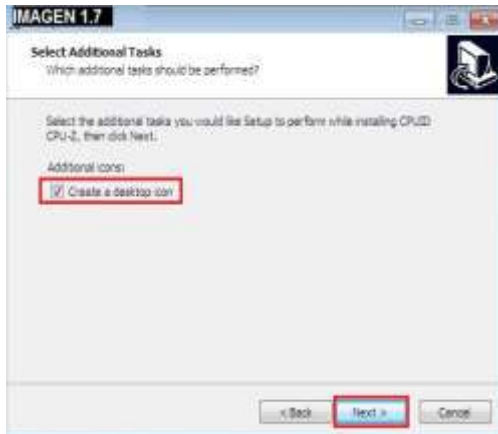 IMAGEN 1.7
Select Additional Tasks
Which additional tasks should be performed?
Select the additional tasks you would like Setup to perform while installing CPUID
CPU-Z, then click Next.
Additional icons:
Create a desktop icon
< Back Next > Cancel